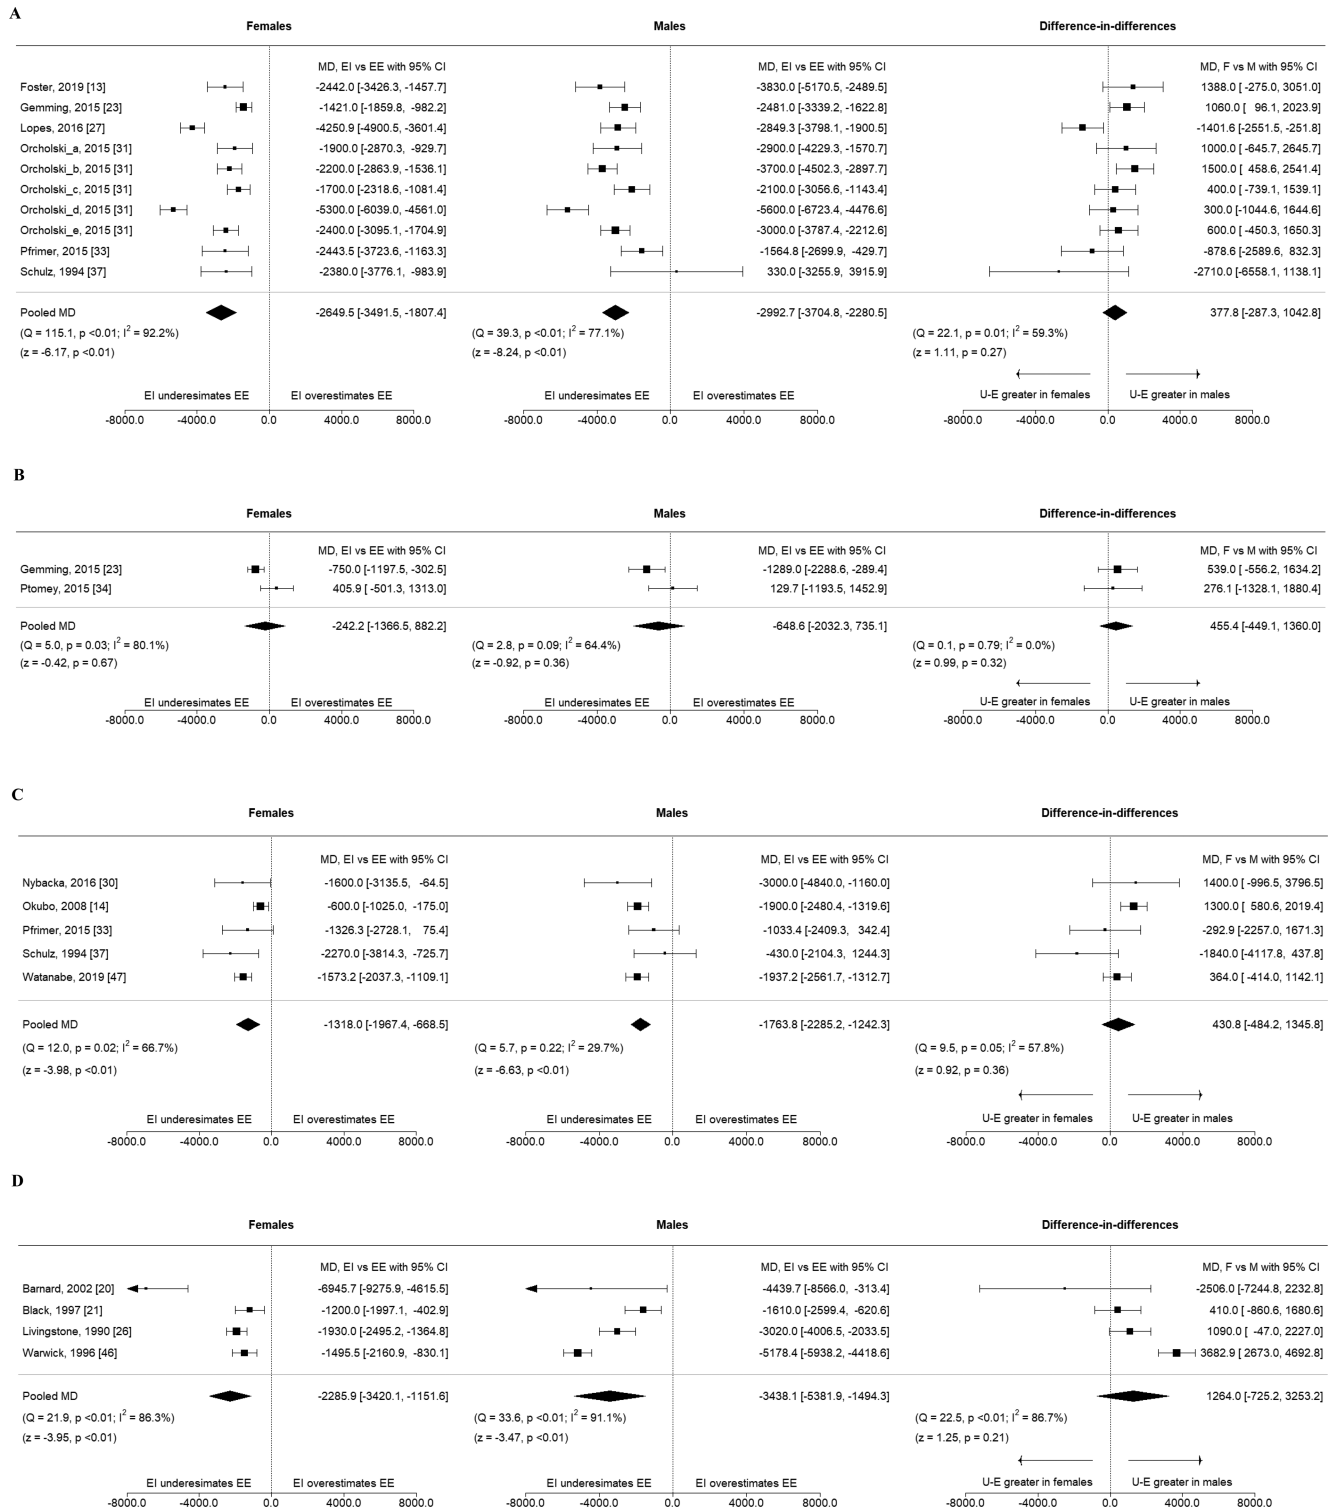 A
Females Males Difference-in-differences
MD, EI vs EE with 95% CI MD, EI vs EE with 95% CI MD, F vs M with 95% CI
Foster, 2019 [13] -2442.0 [-3426.3, -1457.7] -3830.0 [-5170.5, -2489.5] 1388.0 [ -275.0, 3051.0]
Gemming, 2015 [23] -1421.0 [-1859.8, -982.2] -2481.0 [-3339.2, -1622.8] 1060.0 [ 96.1, 2023.9]
Lopes, 2016 [27] -4250.9 [-4900.5, -3601.4] -2849.3 [-3798.1, -1900.5] -1401.6 [-2551.5, -251.8]
Orcholski_a, 2015 [31] -1900.0 [-2870.3, -929.7] -2900.0 [-4229.3, -1570.7] 1000.0 [ -645.7, 2645.7]
Orcholski_b, 2015 [31] -2200.0 [-2863.9, -1536.1] -3700.0 [-4502.3, -2897.7] 1500.0 [ 458.6, 2541.4]
Orcholski_c, 2015 [31] -1700.0 [-2318.6, -1081.4] -2100.0 [-3056.6, -1143.4] 400.0 [ -739.1, 1539.1]
Orcholski_d, 2015 [31] -5300.0 [-6039.0, -4561.0] -5600.0 [-6723.4, -4476.6] 300.0 [-1044.6, 1644.6]
Orcholski_e, 2015 [31] -2400.0 [-3095.1, -1704.9] -3000.0 [-3787.4, -2212.6] 600.0 [ -450.3, 1650.3]
Pfrimer, 2015 [33] -2443.5 [-3723.6, -1163.3] -1564.8 [-2699.9, -429.7] -878.6 [-2589.6, 832.3]
Schulz, 1994 [37] -2380.0 [-3776.1, -983.9] 330.0 [-3255.9, 3915.9] -2710.0 [-6558.1, 1138.1]
Pooled MD -2649.5 [-3491.5, -1807.4] -2992.7 [-3704.8, -2280.5] 377.8 [ -287.3, 1042.8]
(Q = 115.1, p <0.01; I² = 92.2%) (Q = 39.3, p <0.01; I² = 77.1%) (Q = 22.1, p = 0.01; I² = 59.3%)
(z = -6.17, p <0.01) (z = -8.24, p <0.01) (z = 1.11, p = 0.27)
EI underesimates EE EI overestimates EE EI underesimates EE EI overestimates EE U-E greater in females U-E greater in males
-8000.0 -4000.0 0.0 4000.0 8000.0 -8000.0 -4000.0 0.0 4000.0 8000.0 -8000.0 -4000.0 0.0 4000.0 8000.0
B
Females Males Difference-in-differences
MD, EI vs EE with 95% CI MD, EI vs EE with 95% CI MD, F vs M with 95% CI
Gemming, 2015 [23] -750.0 [-1197.5, -302.5] -1289.0 [-2288.6, -289.4] 539.0 [ -556.2, 1634.2]
Ptomey, 2015 [34] 405.9 [ -501.3, 1313.0] 129.7 [-1193.5, 1452.9] 276.1 [-1328.1, 1880.4]
Pooled MD -242.2 [-1366.5, 882.2] -648.6 [-2032.3, 735.1] 455.4 [ -449.1, 1360.0]
(Q = 5.0, p = 0.03; I² = 80.1%) (Q = 2.8, p = 0.09; I² = 64.4%) (Q = 0.1, p = 0.79; I² = 0.0%)
(z = -0.42, p = 0.67) (z = -0.92, p = 0.36) (z = 0.99, p = 0.32)
EI underesimates EE EI overestimates EE EI underesimates EE EI overestimates EE U-E greater in females U-E greater in males
-8000.0 -4000.0 0.0 4000.0 8000.0 -8000.0 -4000.0 0.0 4000.0 8000.0 -8000.0 -4000.0 0.0 4000.0 8000.0
C
Females Males Difference-in-differences
MD, EI vs EE with 95% CI MD, EI vs EE with 95% CI MD, F vs M with 95% CI
Nybacka, 2016 [30] -1600.0 [-3135.5, -64.5] -3000.0 [-4840.0, -1160.0] 1400.0 [ -996.5, 3796.5]
Okubo, 2008 [14] -600.0 [-1025.0, -175.0] -1900.0 [-2480.4, -1319.6] 1300.0 [ 580.6, 2019.4]
Pfrimer, 2015 [33] -1326.3 [-2728.1, 75.4] -1033.4 [-2409.3, 342.4] -292.9 [-2257.0, 1671.3]
Schulz, 1994 [37] -2270.0 [-3814.3, -725.7] -430.0 [-2104.3, 1244.3] -1840.0 [-4117.8, 437.8]
Watanabe, 2019 [47] -1573.2 [-2037.3, -1109.1] -1937.2 [-2561.7, -1312.7] 364.0 [ -414.0, 1142.1]
Pooled MD -1318.0 [-1967.4, -668.5] -1763.8 [-2285.2, -1242.3] 430.8 [ -484.2, 1345.8]
(Q = 12.0, p = 0.02; I² = 66.7%) (Q = 5.7, p = 0.22; I² = 29.7%) (Q = 9.5, p = 0.05; I² = 57.8%)
(z = -3.98, p <0.01) (z = -6.63, p <0.01) (z = 0.92, p = 0.36)
EI underesimates EE EI overestimates EE EI underesimates EE EI overestimates EE U-E greater in females U-E greater in males
-8000.0 -4000.0 0.0 4000.0 8000.0 -8000.0 -4000.0 0.0 4000.0 8000.0 -8000.0 -4000.0 0.0 4000.0 8000.0
D
Females Males Difference-in-differences
MD, EI vs EE with 95% CI MD, EI vs EE with 95% CI MD, F vs M with 95% CI
Barnard, 2002 [20] -6945.7 [-9275.9, -4615.5] -4439.7 [-8566.0, -313.4] -2506.0 [-7244.8, 2232.8]
Black, 1997 [21] -1200.0 [-1997.1, -402.9] -1610.0 [-2599.4, -620.6] 410.0 [ -860.6, 1680.6]
Livingstone, 1990 [26] -1930.0 [-2495.2, -1364.8] -3020.0 [-4006.5, -2033.5] 1090.0 [ -47.0, 2227.0]
Warwick, 1996 [46] -1495.5 [-2160.9, -830.1] -5178.4 [-5938.2, -4418.6] 3682.9 [ 2673.0, 4692.8]
Pooled MD -2285.9 [-3420.1, -1151.6] -3438.1 [-5381.9, -1494.3] 1264.0 [ -725.2, 3253.2]
(Q = 21.9, p <0.01; I² = 86.3%) (Q = 33.6, p <0.01; I² = 91.1%) (Q = 22.5, p <0.01; I² = 86.7%)
(z = -3.95, p <0.01) (z = -3.47, p <0.01) (z = 1.25, p = 0.21)
EI underesimates EE EI overestimates EE EI underesimates EE EI overestimates EE U-E greater in females U-E greater in males
-8000.0 -4000.0 0.0 4000.0 8000.0 -8000.0 -4000.0 0.0 4000.0 8000.0 -8000.0 -4000.0 0.0 4000.0 8000.0